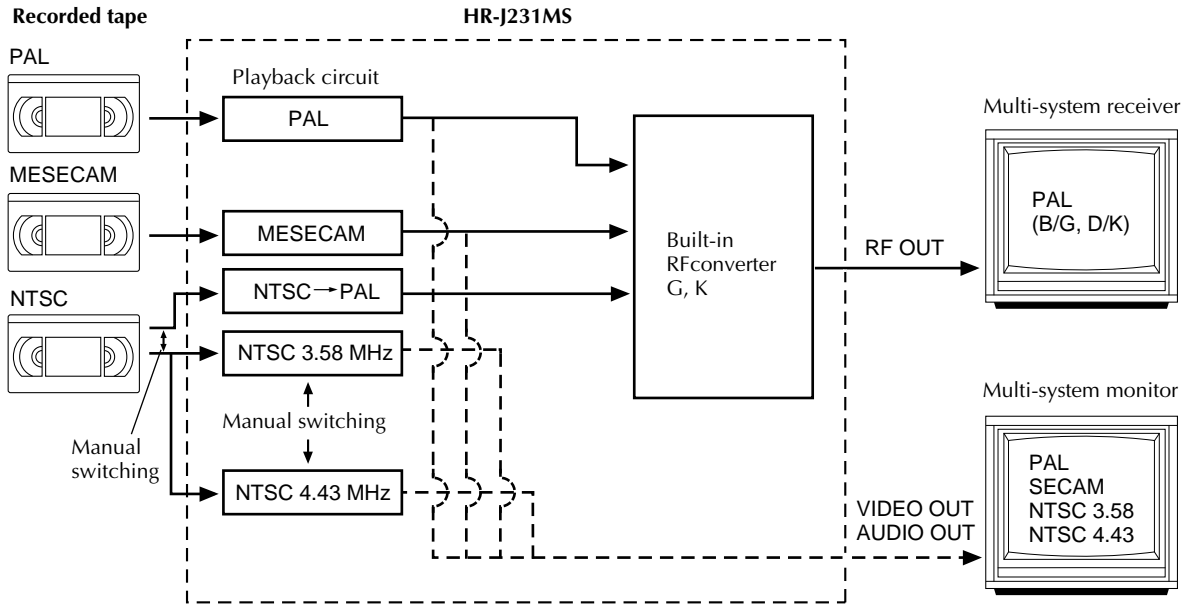 Recorded tape
HR-J231MS
PAL
Playback circuit
PAL
Multi-system receiver
MESECAM
PAL
(B/G, D/K)
MESECAM
Built-in
RFconverter
G, K
RF OUT
NTSC
NTSC→PAL
NTSC 3.58 MHz
Manual switching
Manual
switching
NTSC 4.43 MHz
Multi-system monitor
PAL
SECAM
NTSC 3.58
NTSC 4.43
VIDEO OUT
AUDIO OUT